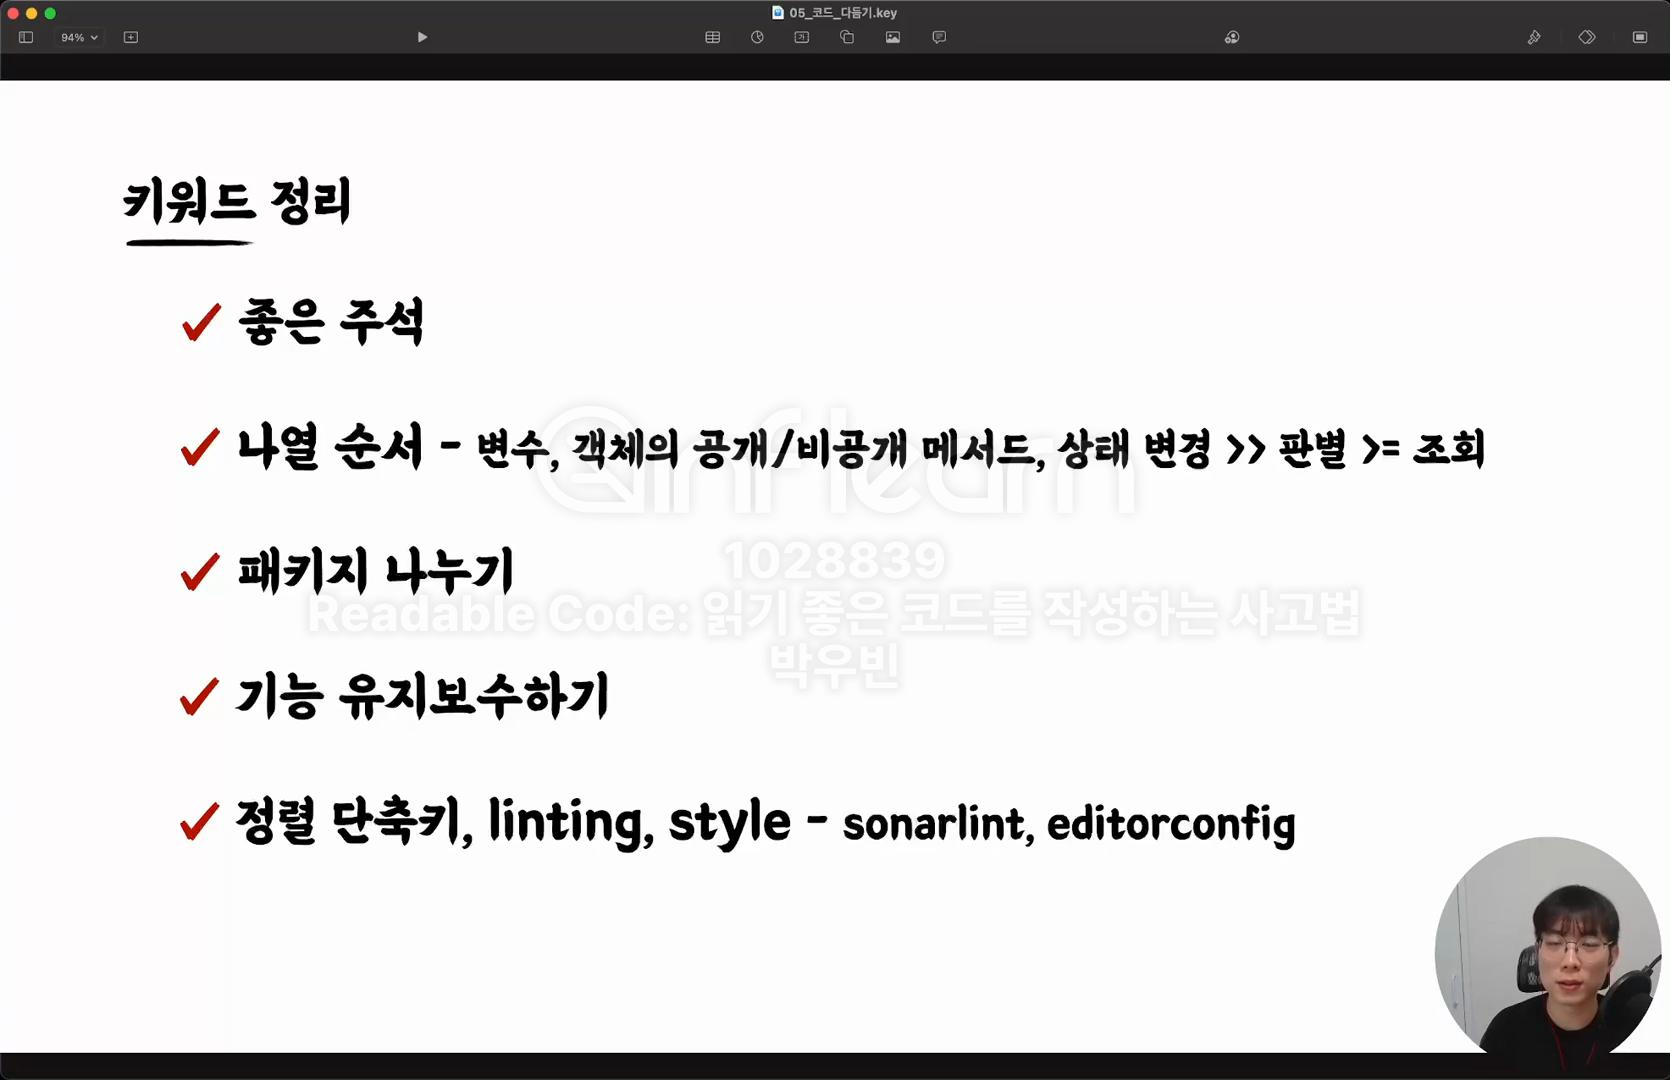 05_코드_다듬기.key
94%
키워드 정리
좋은 주석
나열 순서 - 변수, 객체의 공개/비공개 메서드, 상태 변경 >> 판별 >= 조회
inflearn
패키지 나누기
1028839
Readable Code: 읽기 좋은 코드를 작성하는 사고법
박우빈
기능 유지보수하기
정렬 단축키, linting, style - sonarlint, editorconfig